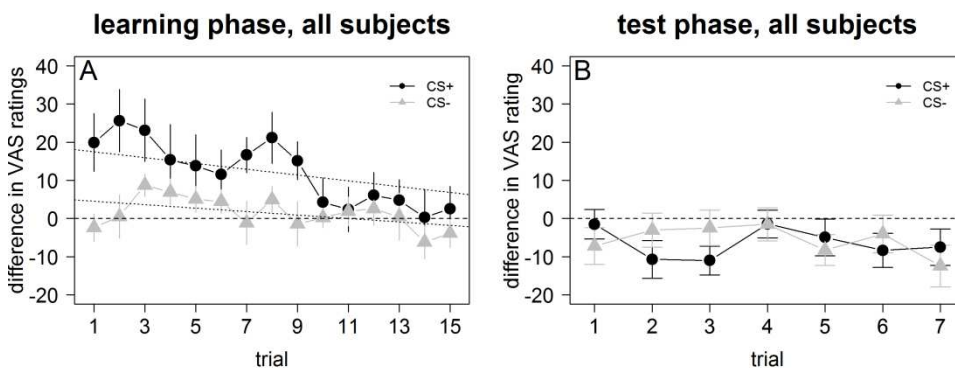 learning phase, all subjects
A
CS+
CS-
difference in VAS ratings
40
30
20
10
0
-10
-20
1 3 5 7 9 11 13 15
trial
test phase, all subjects
B
CS+
CS-
difference in VAS rating
40
30
20
10
0
-10
-20
1 2 3 4 5 6 7
trial